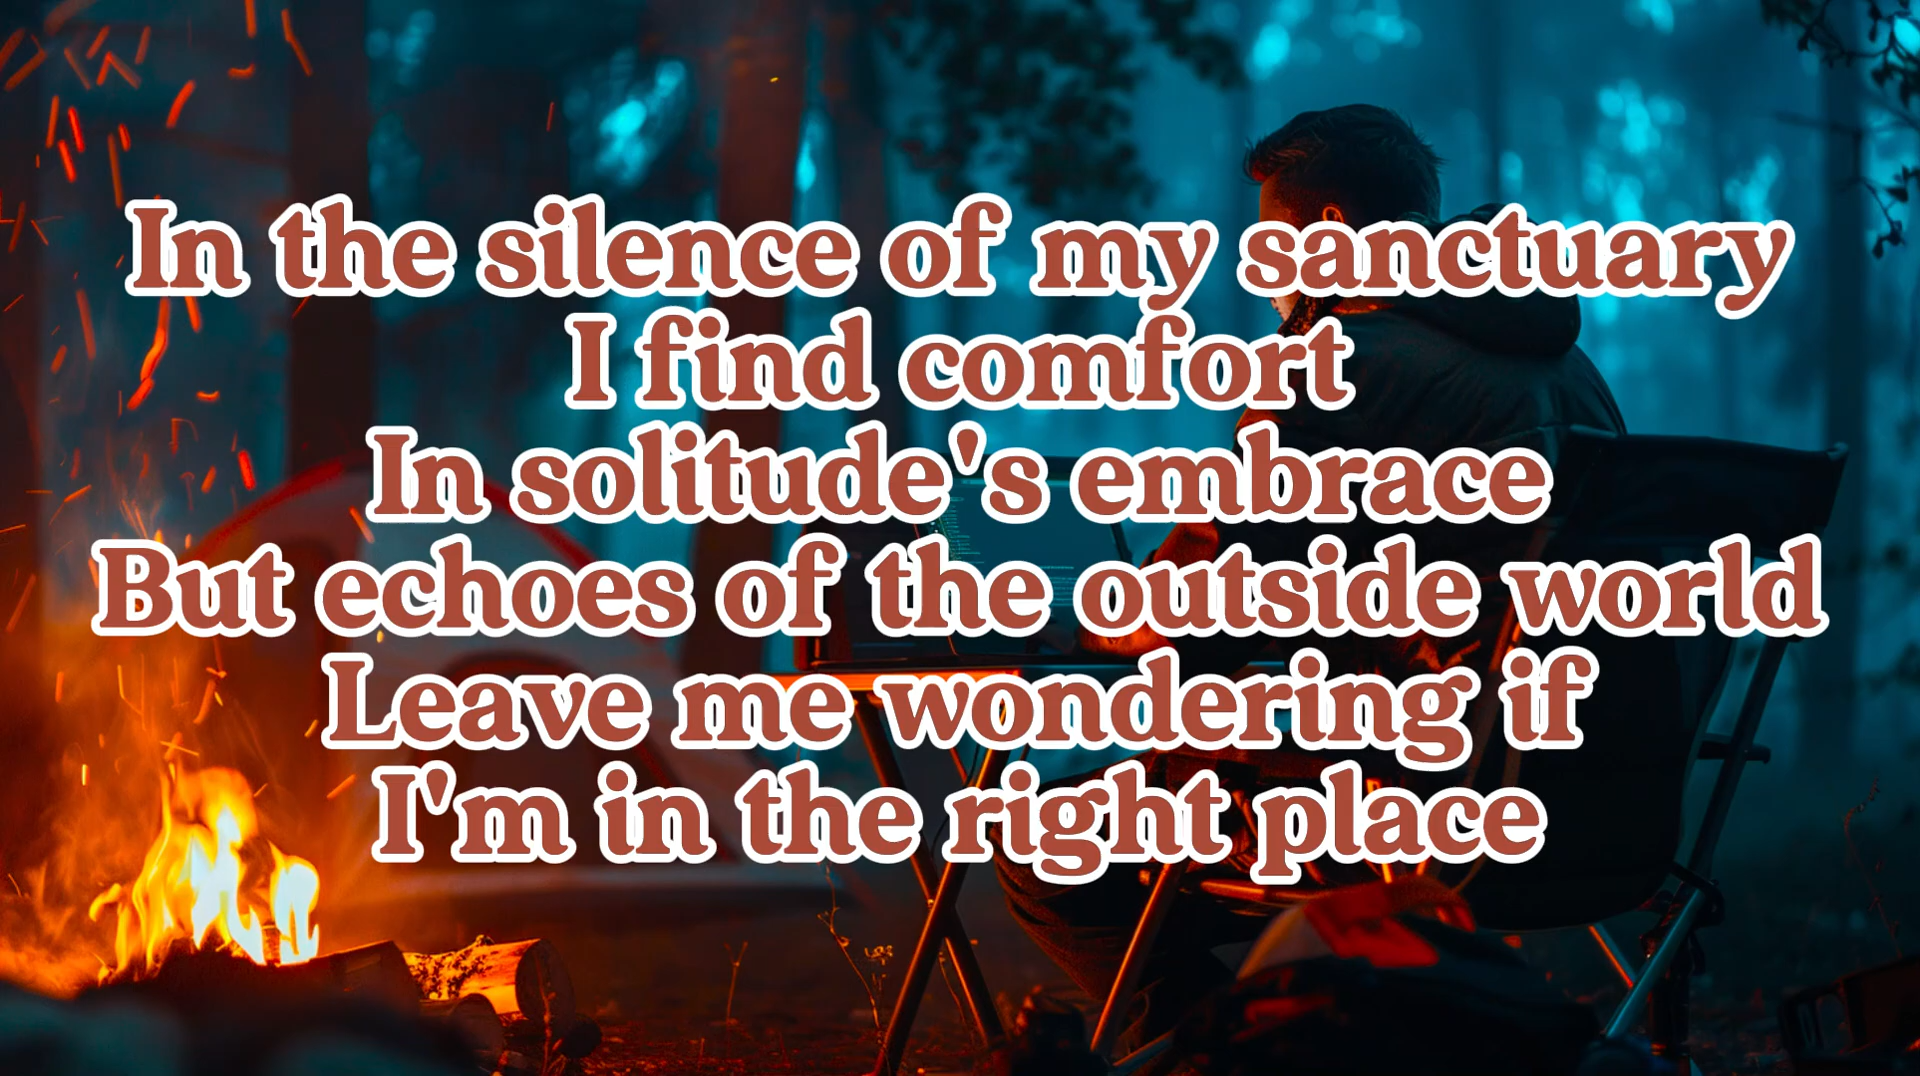 In the silence of my sanctuary
I find comfort
In solitude's embrace
But echoes of the outside world
Leave me wondering if
I'm in the right place